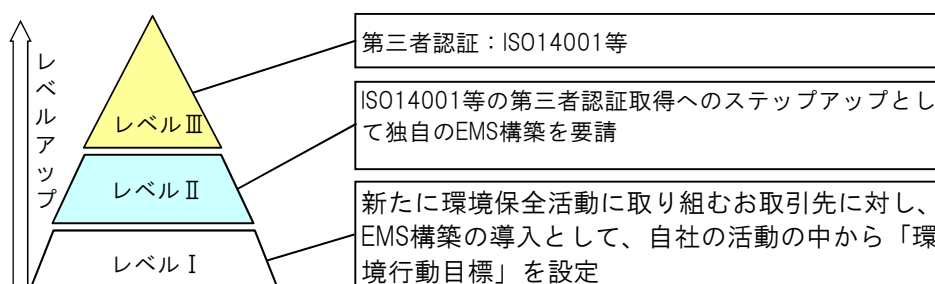 レベルアップ
レベルⅢ
第三者認証：ISO14001等
レベルⅡ
ISO14001等の第三者認証取得へのステップアップとし
て独自のEMS構築を要請
レベルⅠ
新たに環境保全活動に取り組むお取引先に対し、
EMS構築の導入として、自社の活動の中から「環
境行動目標」を設定